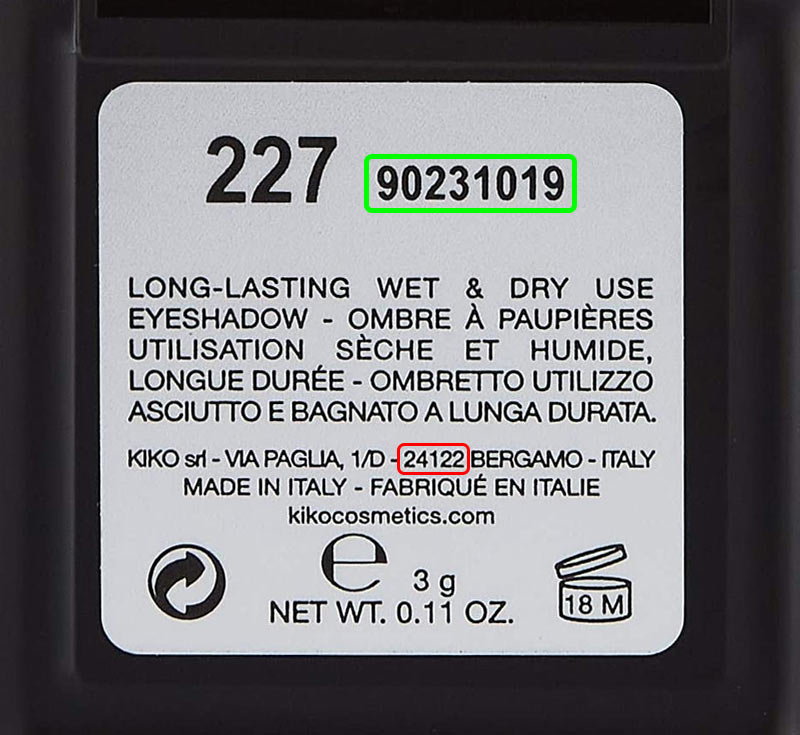 227 90231019
LONG-LASTING WET & DRY USE
EYESHADOW - OMBRE À PAUPIÈRES
UTILISATION SÈCHE ET HUMIDE,
LONGUE DURÉE - OMBRETTO UTILIZZO
ASCIUTTO E BAGNATO A LUNGA DURATA.
KIKO srl - VIA PAGLIA, 1/D - 24122 BERGAMO - ITALY
MADE IN ITALY - FABRIQUÉ EN ITALIE
kikocosmetics.com
℮ 3 g
NET WT. 0.11 OZ.
18 M